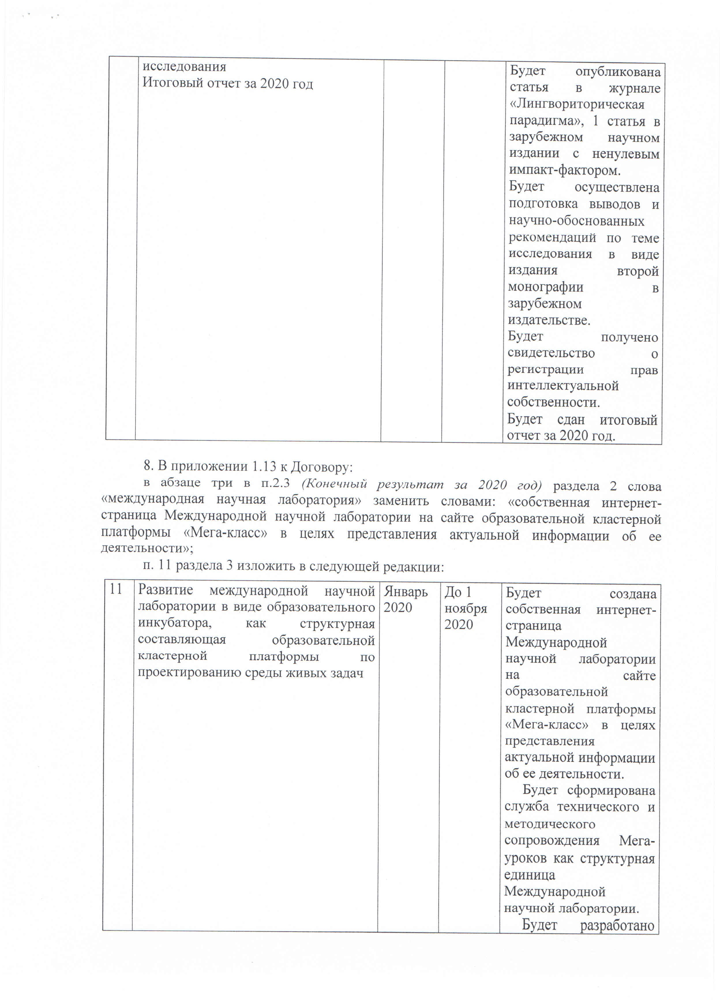 исследования
Итоговый отчет за 2020 год
Будет опубликована
статья в журнале
«Лингвориторическая
парадигма», 1 статья в
зарубежном научном
издании с ненулевым
импакт-фактором.
Будет осуществлена
подготовка выводов и
научно-обоснованных
рекомендаций по теме
исследования в виде
издания второй
монографии в
зарубежном
издательстве.
Будет получено
свидетельство о
регистрации прав
интеллектуальной
собственности.
Будет сдан итоговый
отчет за 2020 год.
8. В приложении 1.13 к Договору:
в абзаце три в п.2.3 (Конечный результат за 2020 год) раздела 2 слова
«международная научная лаборатория» заменить словами: «собственная интернет-
страница Международной научной лаборатории на сайте образовательной кластерной
платформы «Мега-класс» в целях представления актуальной информации об ее
деятельности»;
п. 11 раздела 3 изложить в следующей редакции:
11
Развитие международной научной
лаборатории в виде образовательного
инкубатора, как структурная
составляющая образовательной
кластерной платформы по
проектированию среды живых задач
Январь
2020
До 1
ноября
2020
Будет создана
собственная интернет-
страница
Международной
научной лаборатории
на сайте
образовательной
кластерной платформы
«Мега-класс» в целях
представления
актуальной информации
об ее деятельности.
Будет сформирована
служба технического и
методического
сопровождения Мега-
уроков как структурная
единица
Международной
научной лаборатории.
Будет разработано